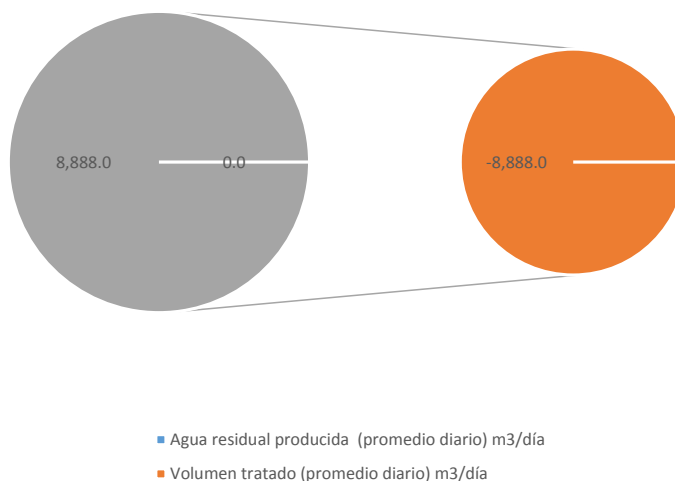 8,888.0
0.0
-8,888.0
Agua residual producida (promedio diario) m3/día
Volumen tratado (promedio diario) m3/día